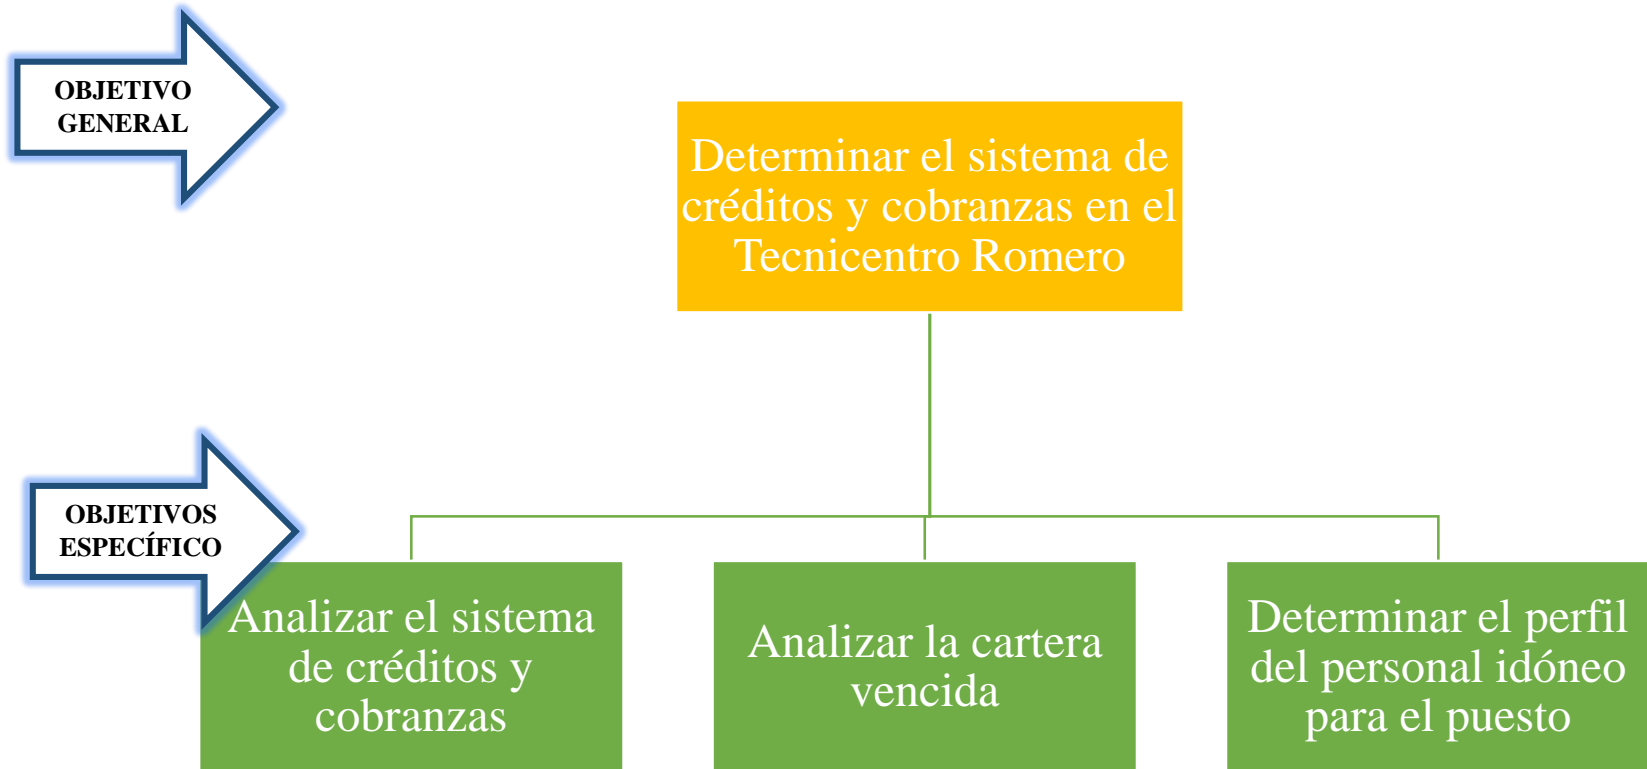 OBJETIVO
GENERAL
Determinar el sistema de
créditos y cobranzas en el
Tecnicentro Romero
OBJETIVOS
ESPECÍFICO
Analizar el sistema
de créditos y
cobranzas
Analizar la cartera
vencida
Determinar el perfil
del personal idóneo
para el puesto